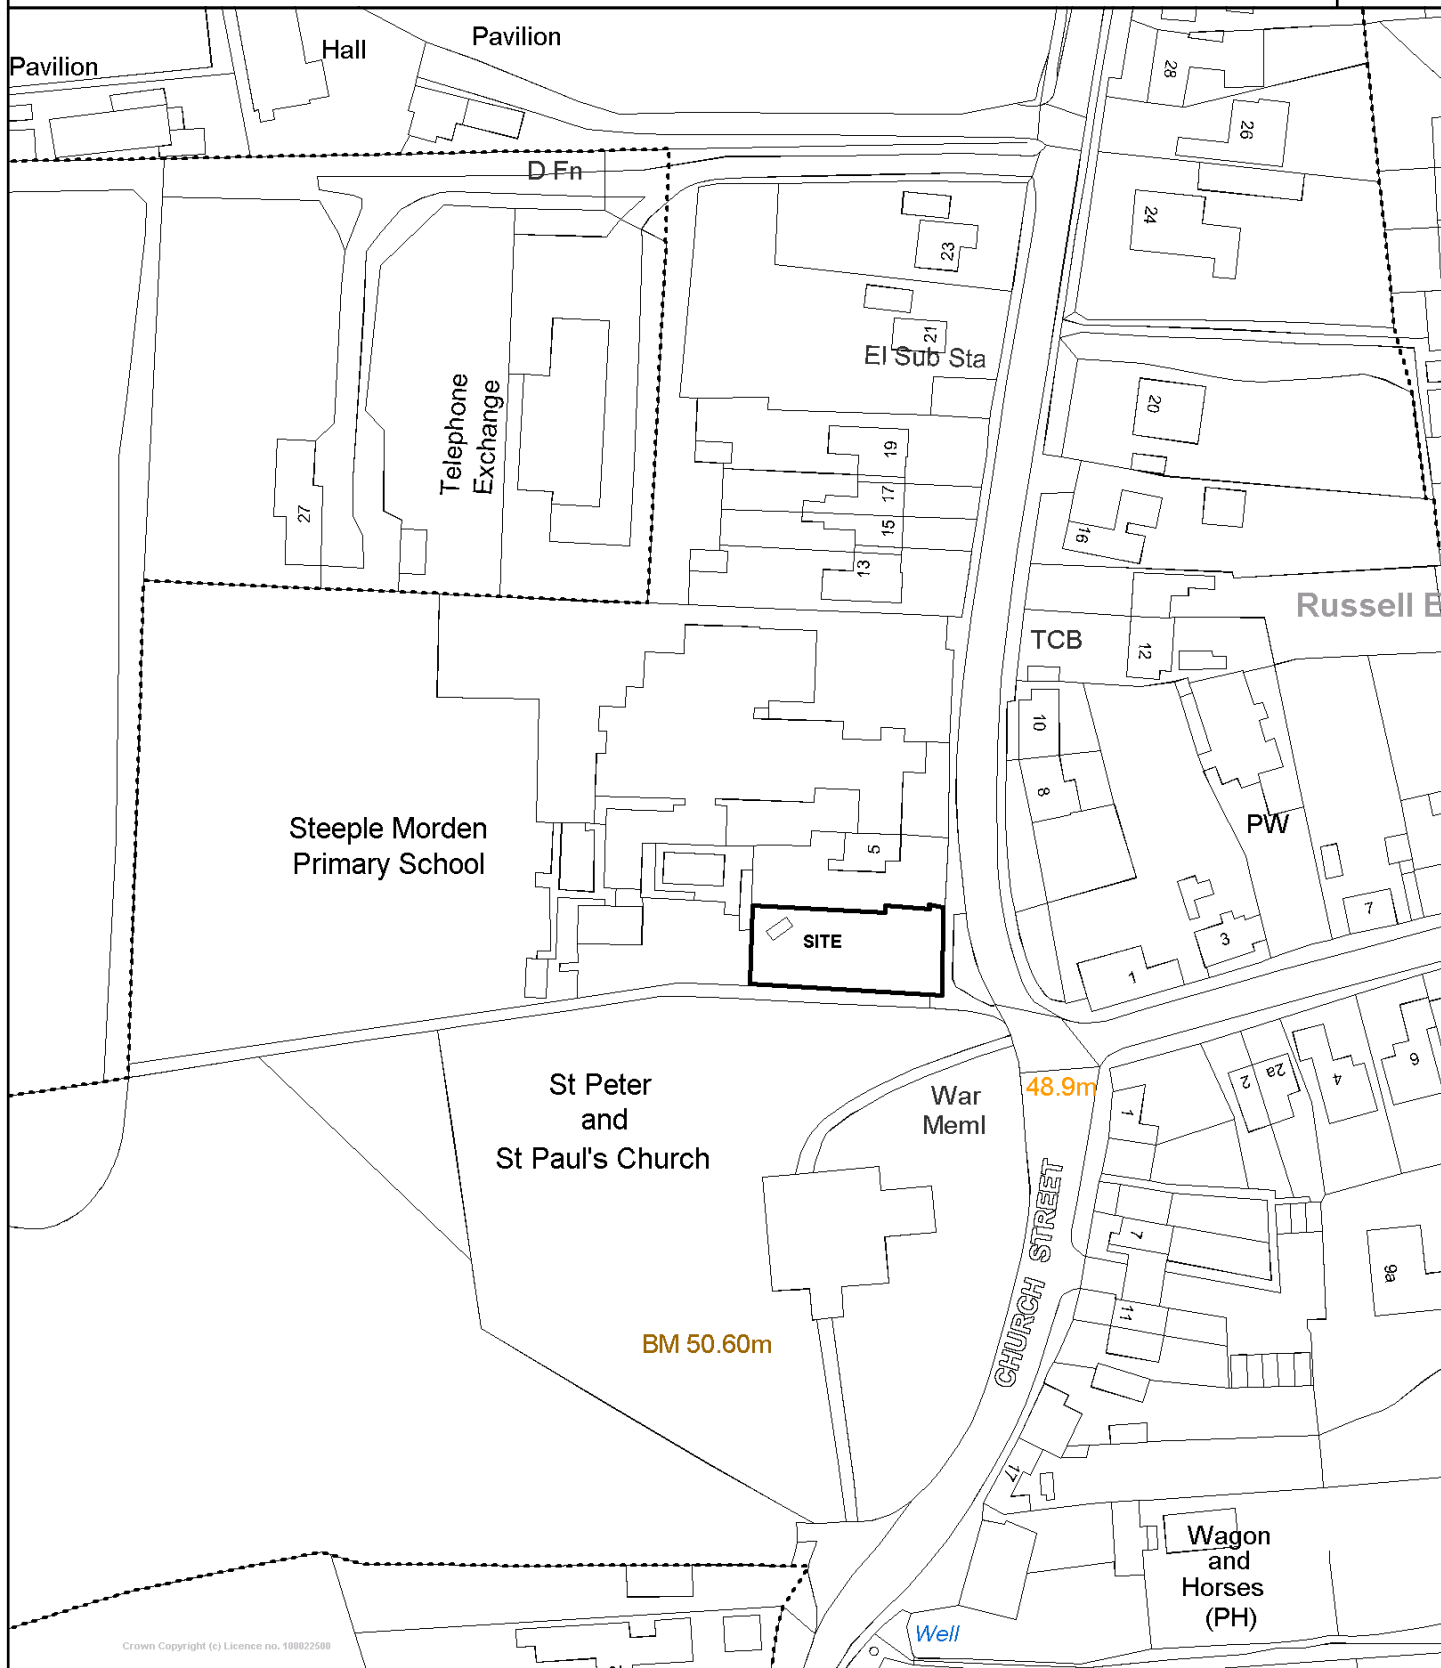 Pavilion
Hall
Pavilion
28
26
D Fn
24
23
21
El Sub Sta
Telephone
Exchange
20
19
17
15
13
16
27
Russell
TCB
12
10
8
Steeple Morden
Primary School
PW
5
7
SITE
3
1
St Peter
and
St Paul's Church
War
Meml
48.9m
2
2a
4
6
1
CHURCH STREET
7
9a
11
BM 50.60m
17
Wagon
and
Horses
(PH)
Well
Crown Copyright (c) Licence no. 100022500